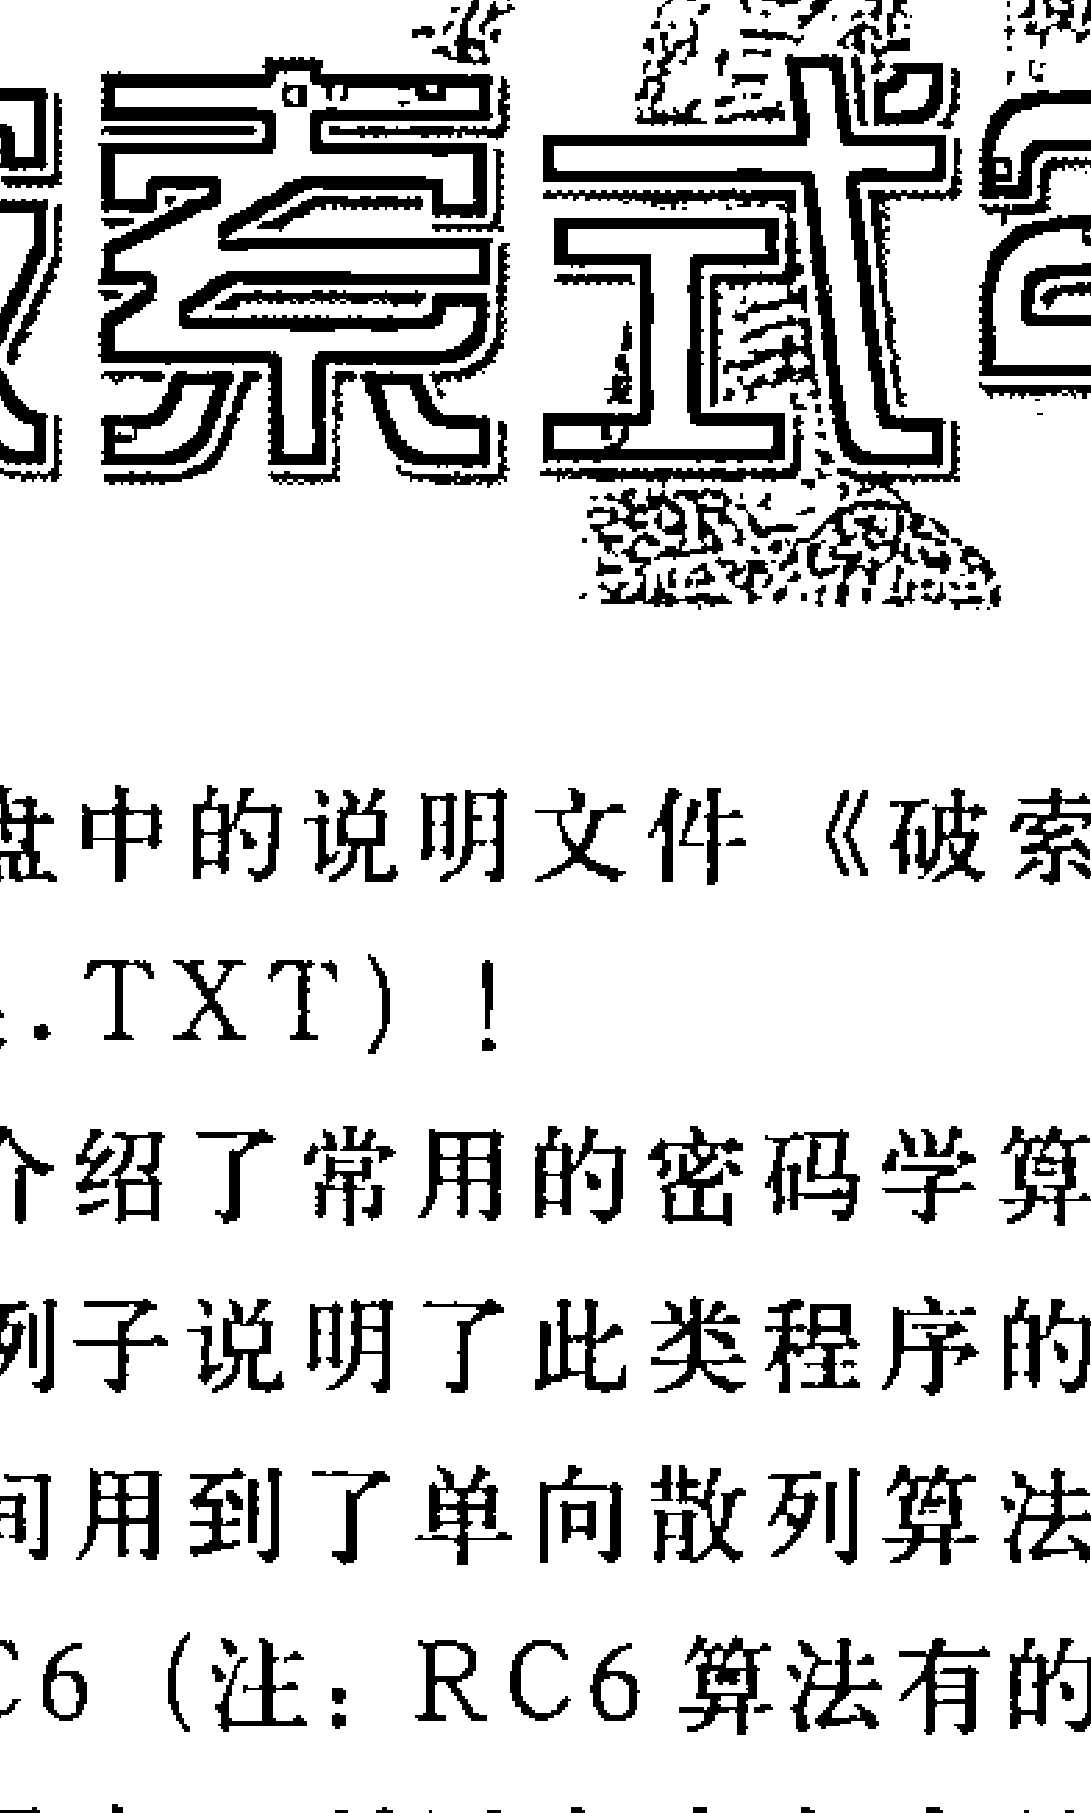 索式2
盘中的说明文件《破索
.TXT)!
介绍了常用的密码学算
列子说明了此类程序的
间用到了单向散列算法
C6(注:RC6算法有的